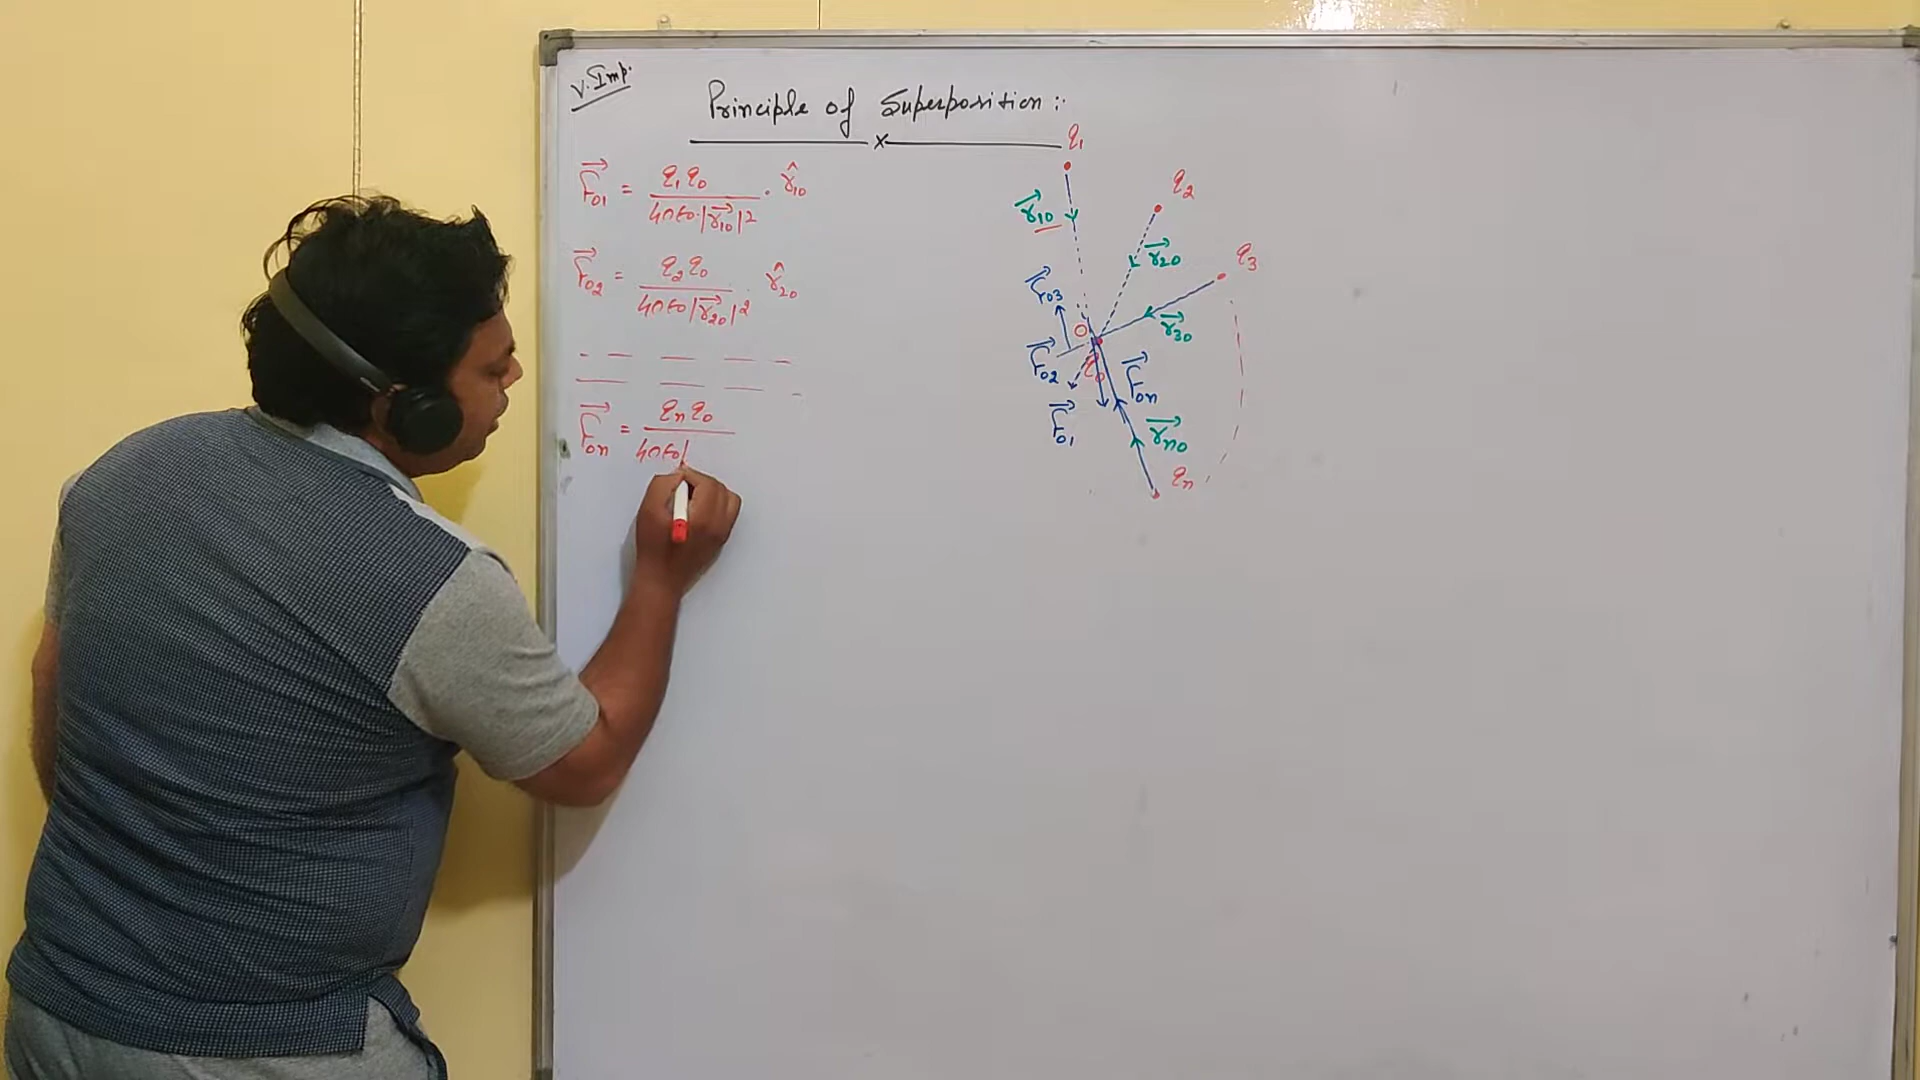 V. Imp.
Principle of Superposition :-
F⃗₀₁ = q₁q₀ / 4πε₀·|r⃗₁₀|² · r̂₁₀
F⃗₀₂ = q₂q₀ / 4πε₀|r⃗₂₀|² · r̂₂₀
F⃗₀ₙ = qₙq₀ / 4πε₀|
q₁
q₂
r⃗₁₀
r⃗₂₀
q₃
F⃗₀₃
r⃗₃₀
O
F⃗₀₂
q₀
F⃗₀ₙ
F⃗₀₁
r⃗ₙ₀
qₙ